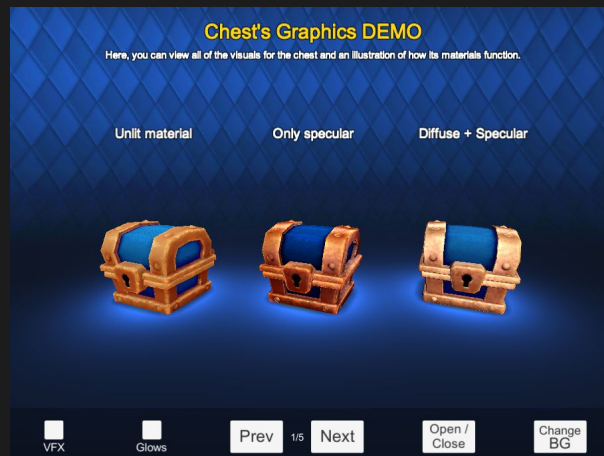 Chest's Graphics DEMO
Here, you can view all of the visuals for the chest and an illustration of how its materials function.
Unlit material
Only specular
Diffuse + Specular
VFX
Glows
Prev
1/5
Next
Open /
Close
Change
BG